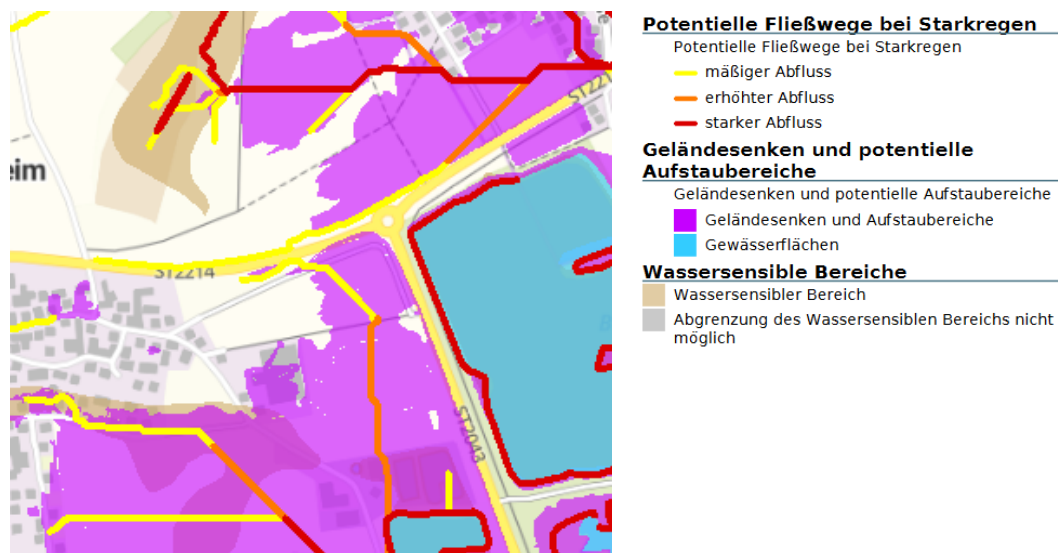 ST221
eim
ST2214
ST2043
Potentielle Fließwege bei Starkregen
Potentielle Fließwege bei Starkregen
mäßiger Abfluss
erhöhter Abfluss
starker Abfluss
Geländesenken und potentielle
Aufstaubereiche
Geländesenken und potentielle Aufstaubereiche
Geländesenken und Aufstaubereiche
Gewässerflächen
Wassersensible Bereiche
Wassersensibler Bereich
Abgrenzung des Wassersensiblen Bereichs nicht
möglich